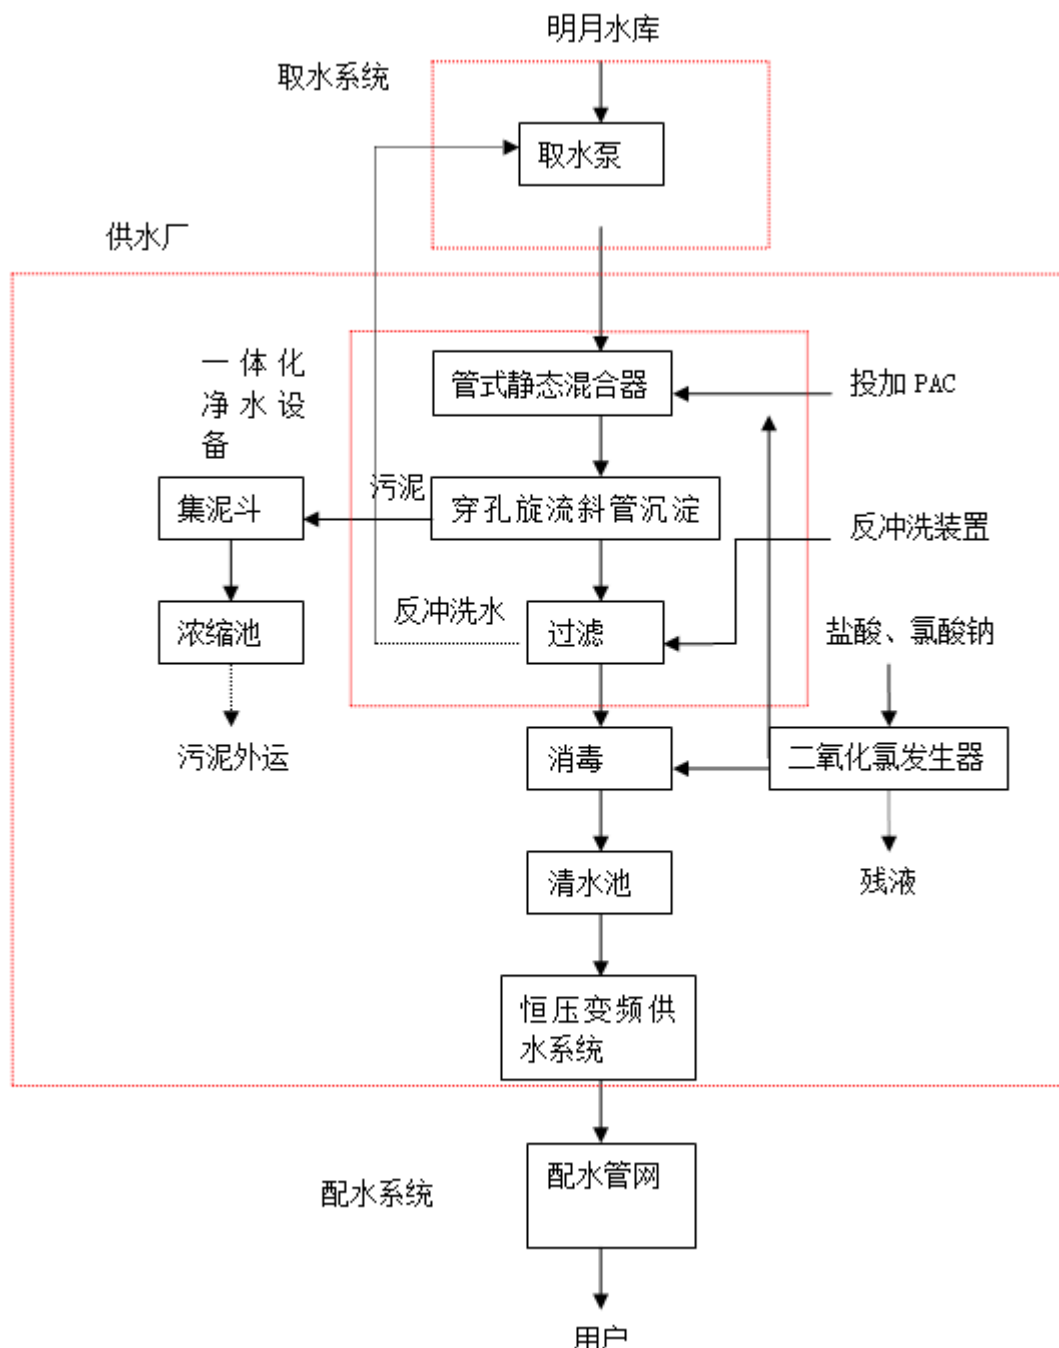 明月水库
取水系统
取水泵
供水厂
一体化
净水设
备
管式静态混合器
投加 PAC
污泥
集泥斗
穿孔旋流斜管沉淀
反冲洗装置
反冲洗水
浓缩池
过滤
盐酸、氯酸钠
污泥外运
消毒
二氧化氯发生器
清水池
残液
恒压变频供
水系统
配水管网
配水系统
用户